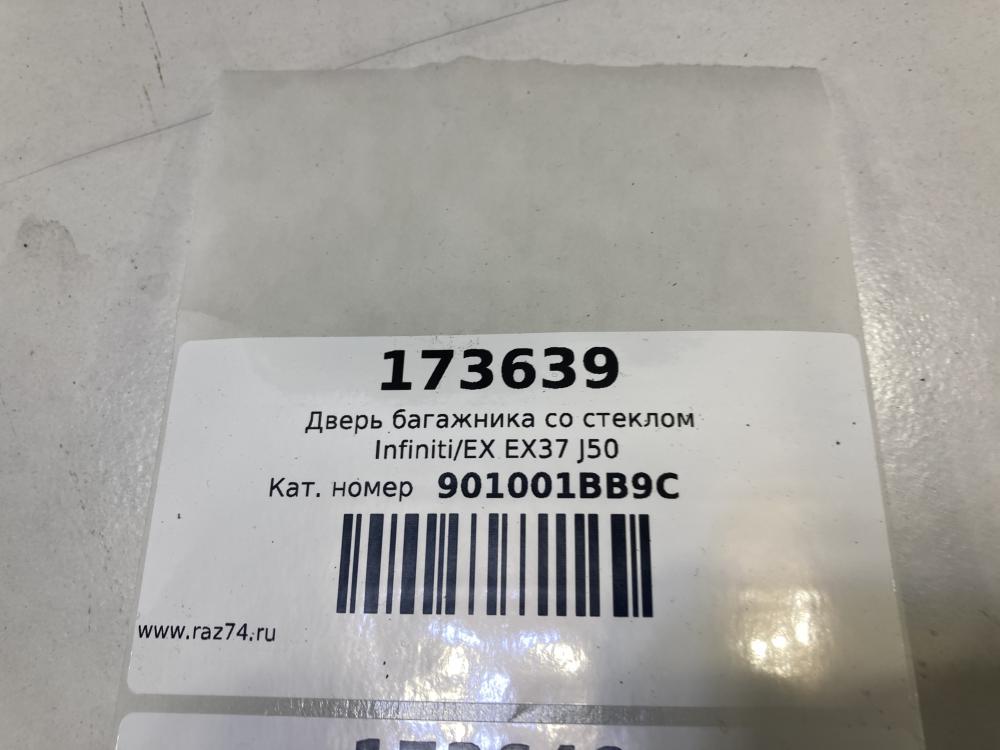 173639
Дверь багажника со стеклом
Infiniti/EX EX37 J50
Кат. номер 901001BB9C
www.raz74.ru